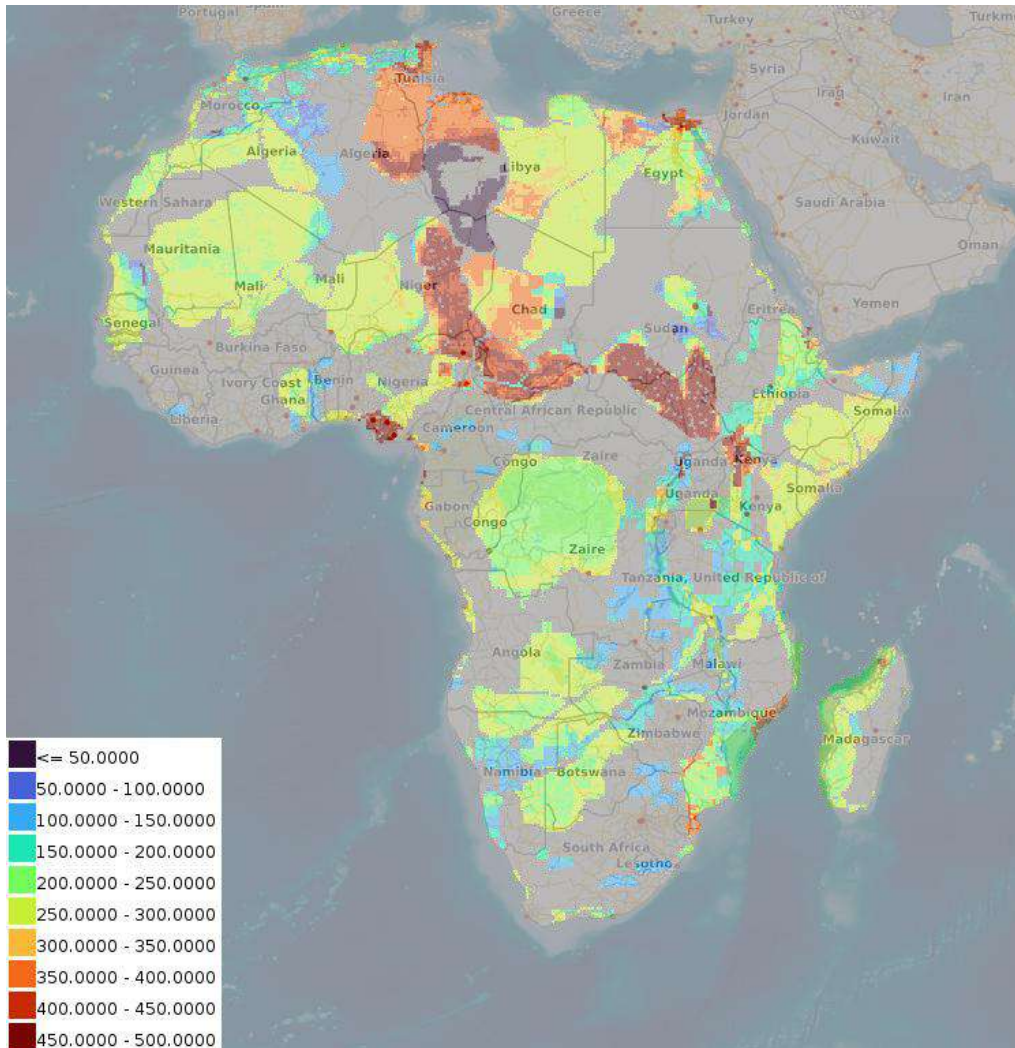 Portugal
Greece
Turkey
Turkm
Tunisia
Syria
Iraq
Iran
Morocco
Jordan
Kuwait
Algeria
Algeria
Libya
Egypt
Western Sahara
Saudi Arabia
Oman
Mauritania
Mali
Mali
Niger
Chad
Sudan
Eritrea
Yemen
Senegal
Burkina Faso
Guinea
Ivory Coast
Benin
Nigeria
Ghana
Ethiopia
Somalia
Liberia
Central African Republic
Cameroon
Zaire
Congo
Uganda
Kenya
Somalia
Uganda
Gabon
Kenya
Congo
Zaire
Tanzania, United Republic of
Angola
Zambia
Malawi
Mozambique
Zimbabwe
Madagascar
Namibia
Botswana
South Africa
Lesotho
<= 50.0000
50.0000 - 100.0000
100.0000 - 150.0000
150.0000 - 200.0000
200.0000 - 250.0000
250.0000 - 300.0000
300.0000 - 350.0000
350.0000 - 400.0000
400.0000 - 450.0000
450.0000 - 500.0000